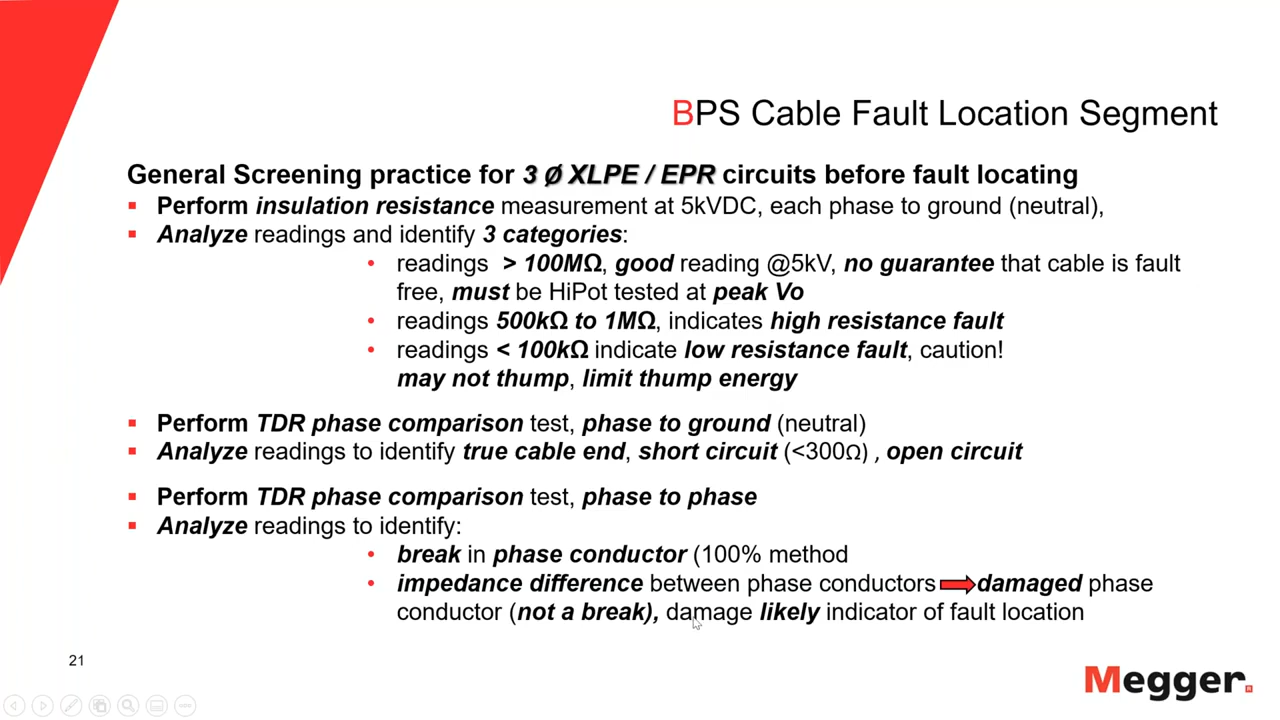 BPS Cable Fault Location Segment
General Screening practice for 3 Ø XLPE / EPR circuits before fault locating
▪ Perform insulation resistance measurement at 5kVDC, each phase to ground (neutral),
▪ Analyze readings and identify 3 categories:
• readings > 100MΩ, good reading @5kV, no guarantee that cable is fault
free, must be HiPot tested at peak Vo
• readings 500kΩ to 1MΩ, indicates high resistance fault
• readings < 100kΩ indicate low resistance fault, caution!
may not thump, limit thump energy
▪ Perform TDR phase comparison test, phase to ground (neutral)
▪ Analyze readings to identify true cable end, short circuit (<300Ω) , open circuit
▪ Perform TDR phase comparison test, phase to phase
▪ Analyze readings to identify:
• break in phase conductor (100% method
• impedance difference between phase conductors damaged phase
conductor (not a break), damage likely indicator of fault location
21
Megger.